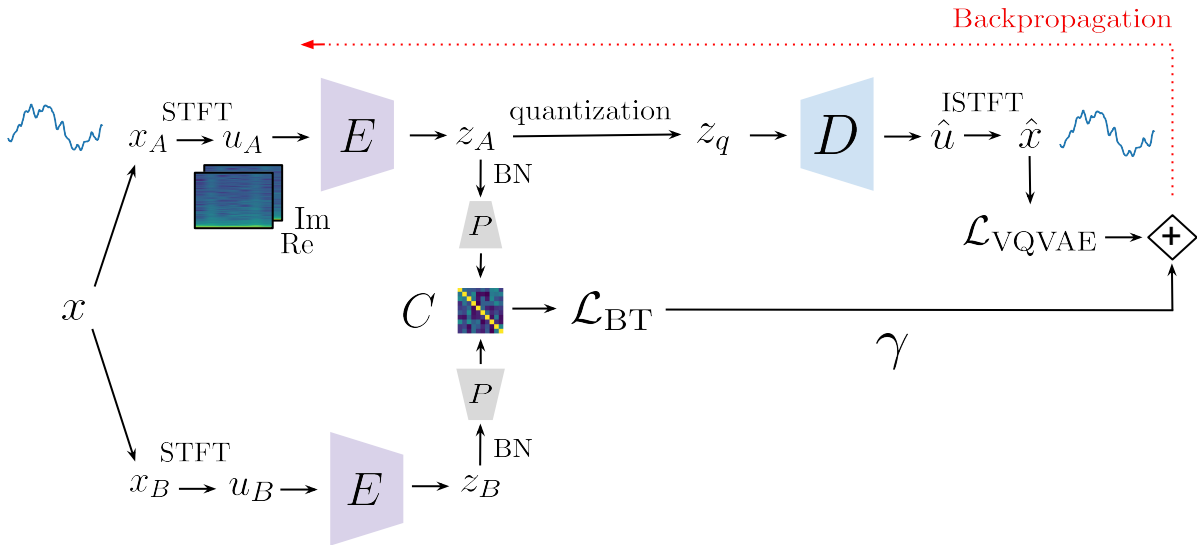 Backpropagation
STFT quantization ISTFT
x_A u_A E z_A z_q D û x̂
BN
Im
Re
P
L_VQVAE +
x C L_BT
γ
P
STFT BN
x_B u_B E z_B